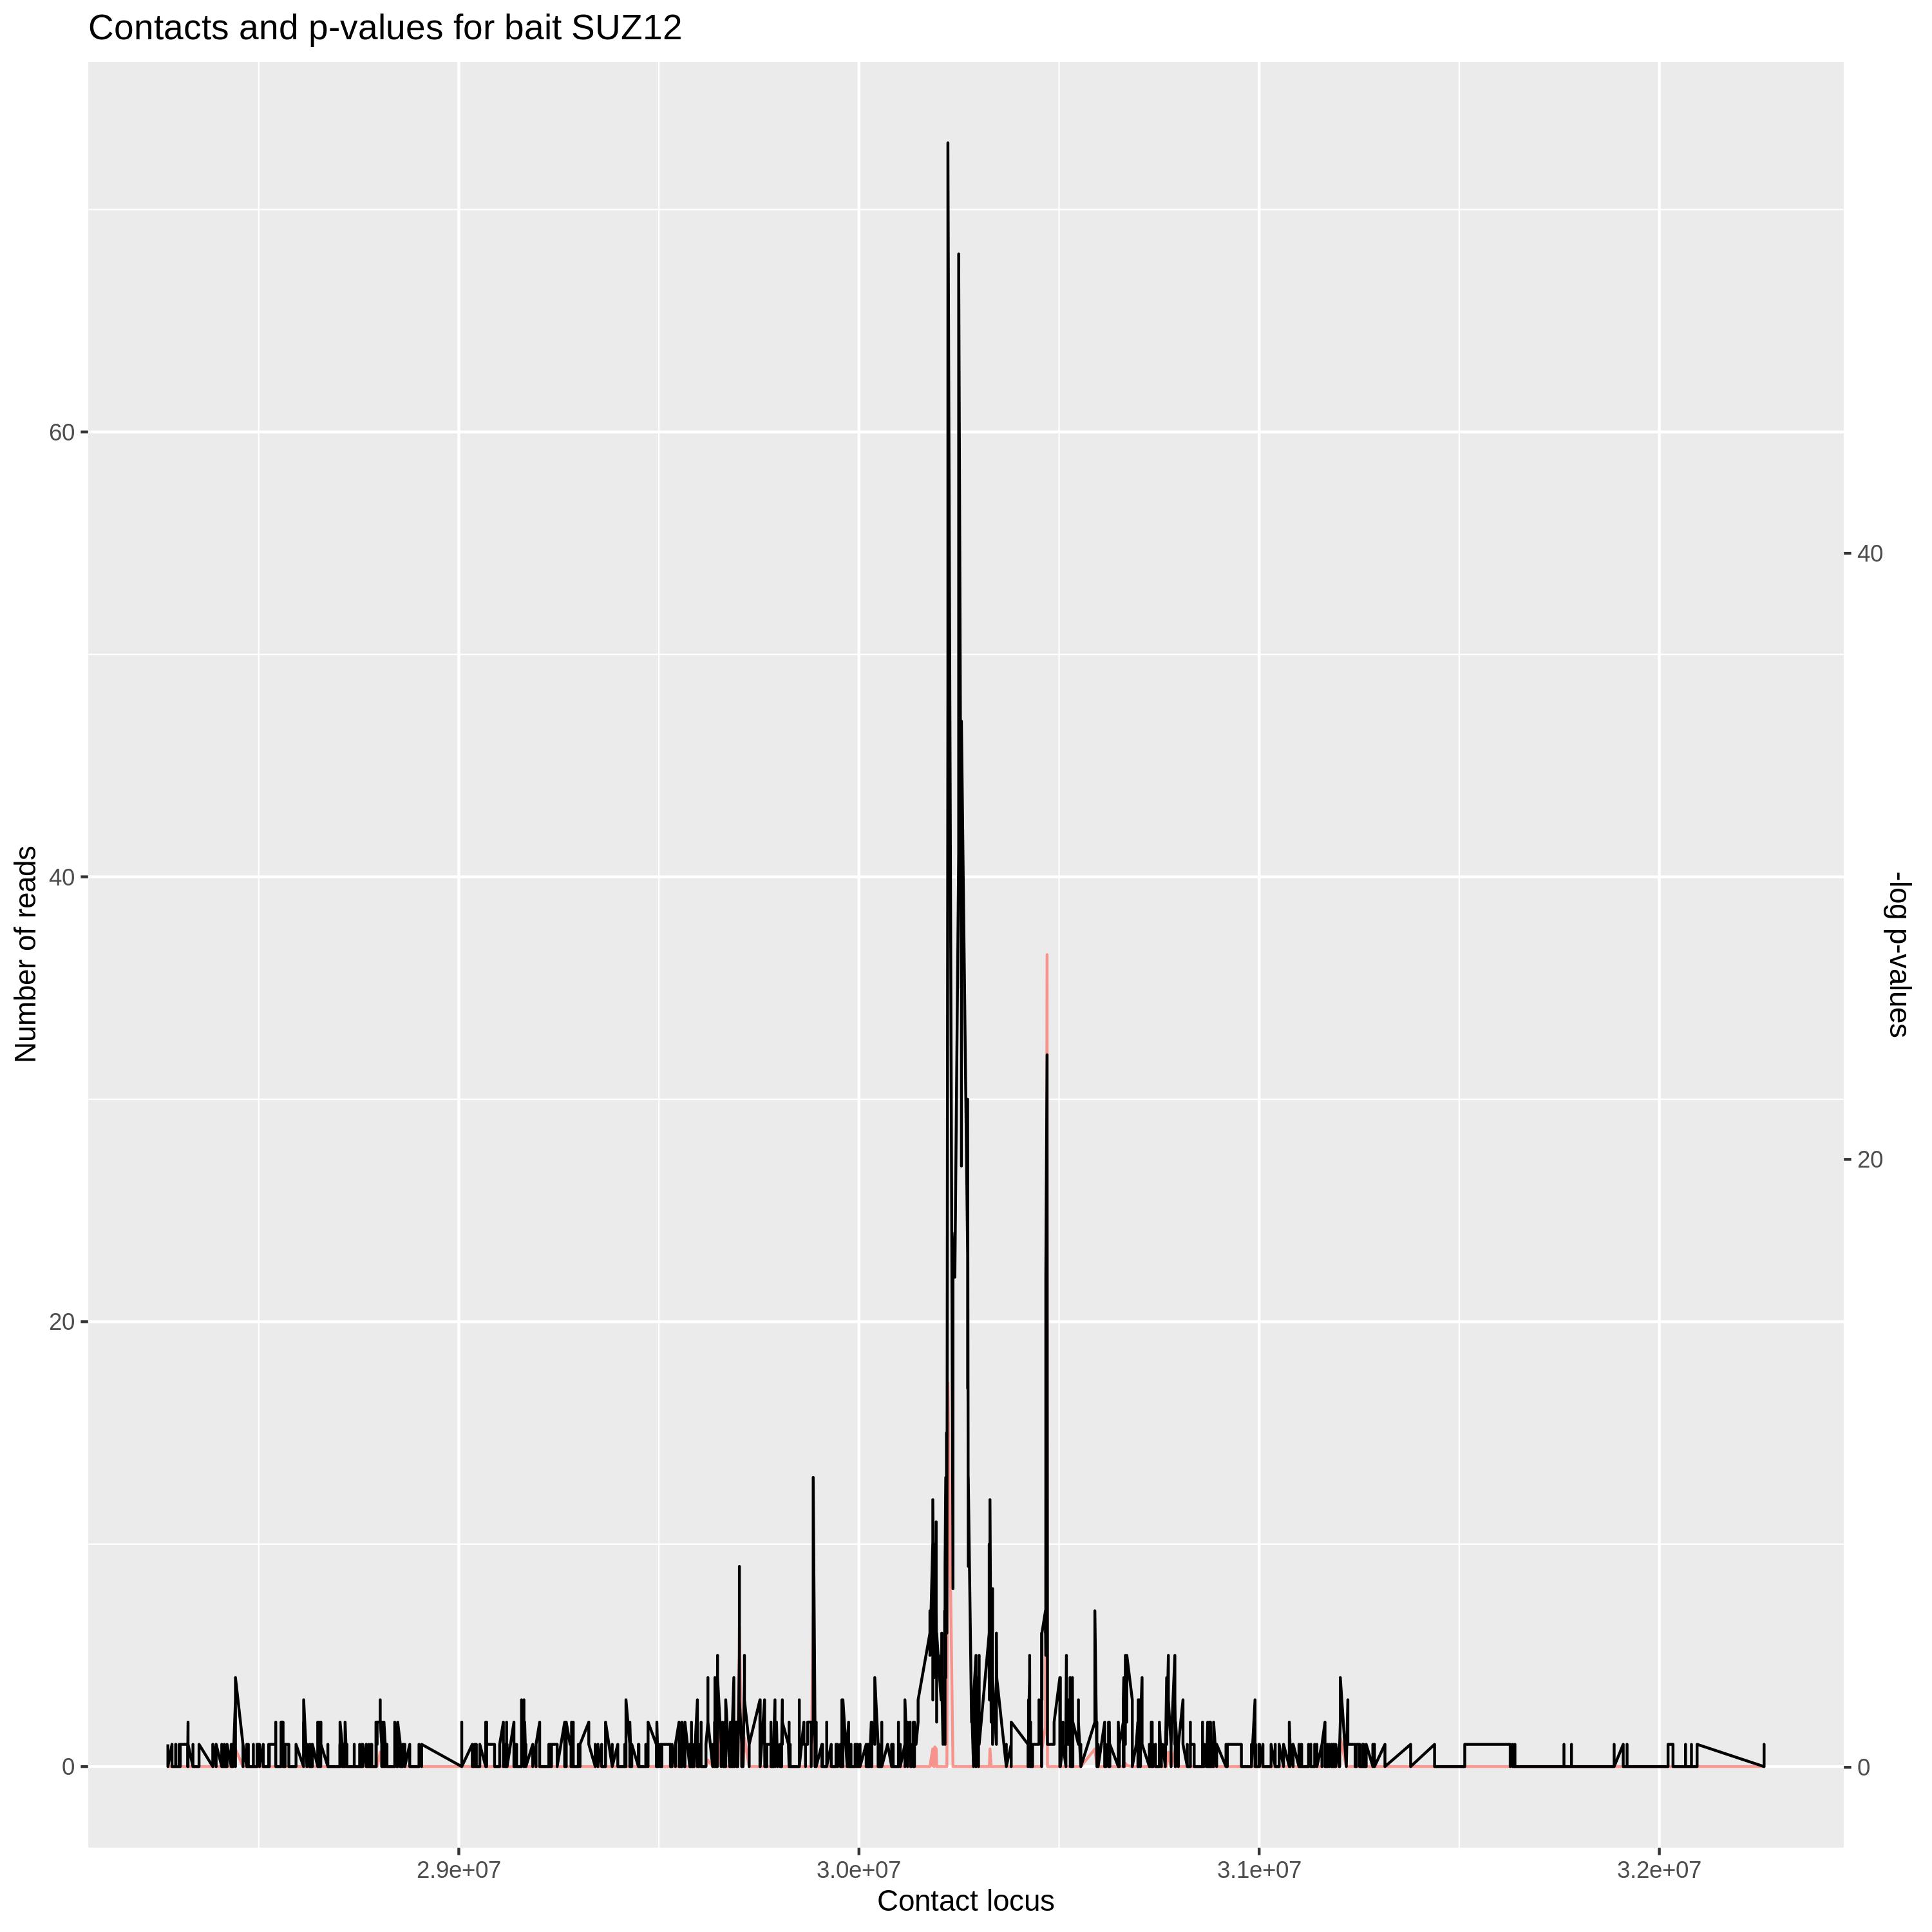 Contacts and p-values for bait SUZ12
60
40
20
0
Number of reads
40
20
0
-log p-values
2.9e+07
3.0e+07
3.1e+07
3.2e+07
Contact locus